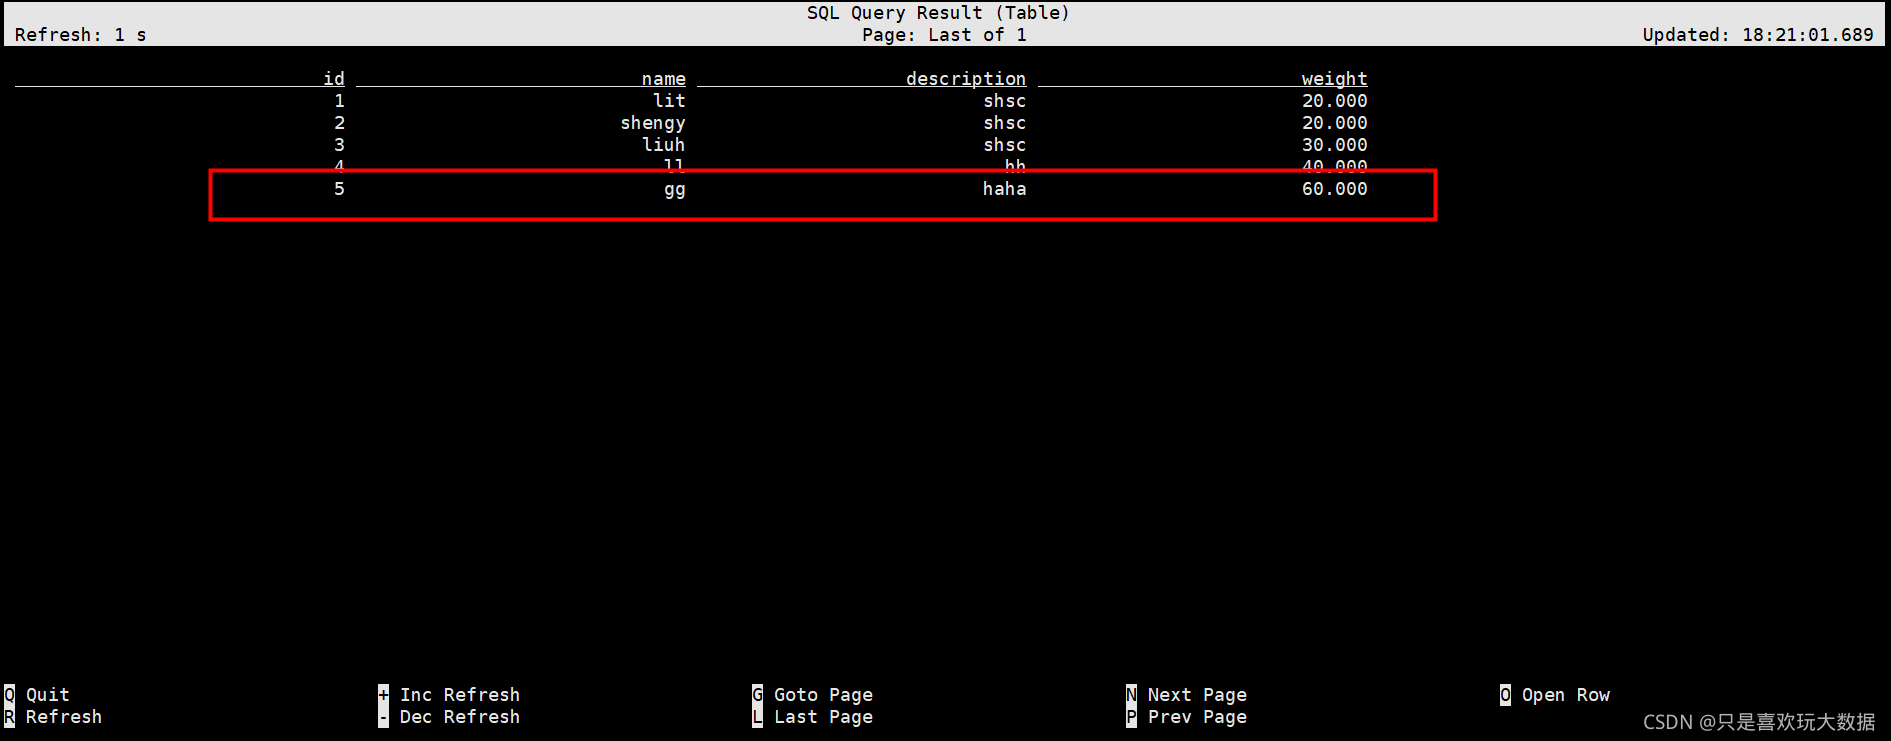 SQL Query Result (Table)
Refresh: 1 s Page: Last of 1 Updated: 18:21:01.689
id name description weight
1 lit shsc 20.000
2 shengy shsc 20.000
3 liuh shsc 30.000
4 ll hh 40.000
5 gg haha 60.000
Q Quit + Inc Refresh G Goto Page N Next Page O Open Row
R Refresh - Dec Refresh L Last Page P Prev Page
CSDN @只是喜欢玩大数据